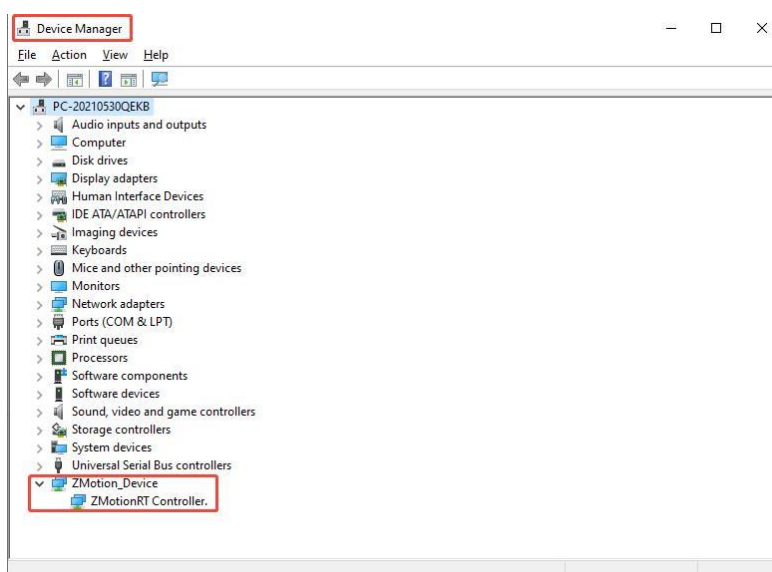 Device Manager
File Action View Help
PC-20210530QEKB
Audio inputs and outputs
Computer
Disk drives
Display adapters
Human Interface Devices
IDE ATA/ATAPI controllers
Imaging devices
Keyboards
Mice and other pointing devices
Monitors
Network adapters
Ports (COM & LPT)
Print queues
Processors
Software components
Software devices
Sound, video and game controllers
Storage controllers
System devices
Universal Serial Bus controllers
ZMotion_Device
ZMotionRT Controller.